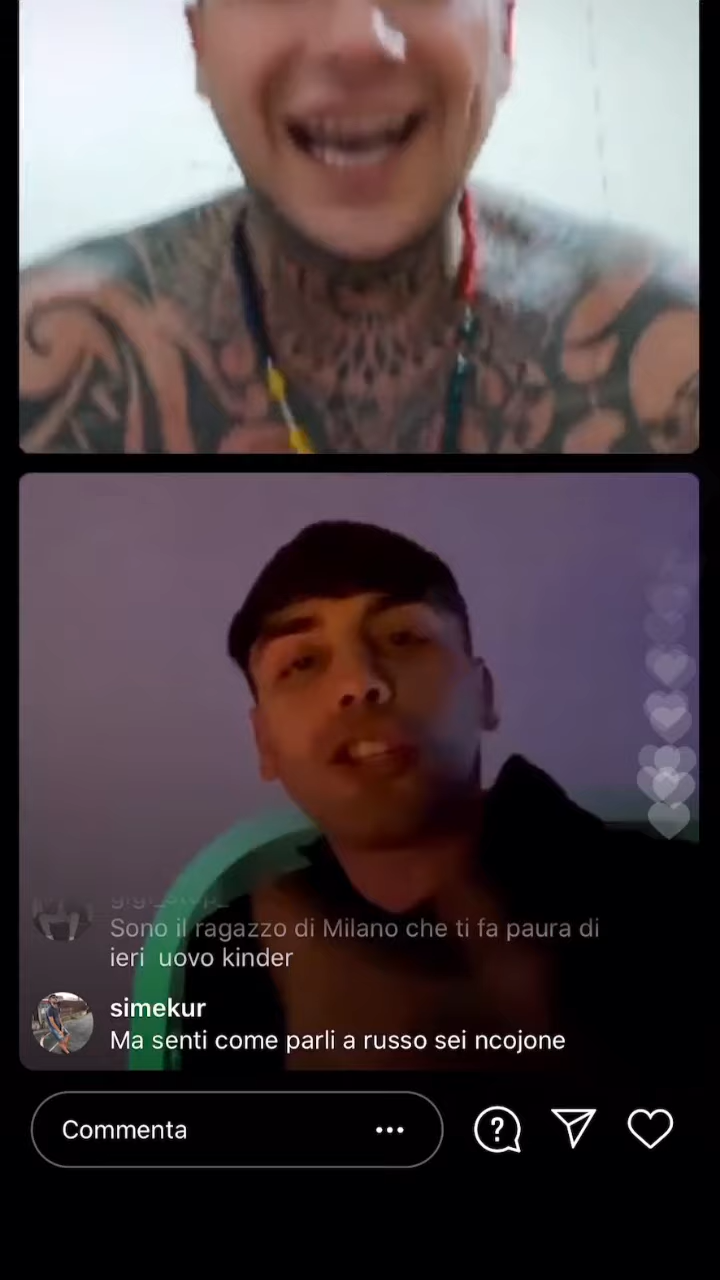 Sono il ragazzo di Milano che ti fa paura di
ieri  uovo kinder
simekur
Ma senti come parli a russo sei ncojone
Commenta